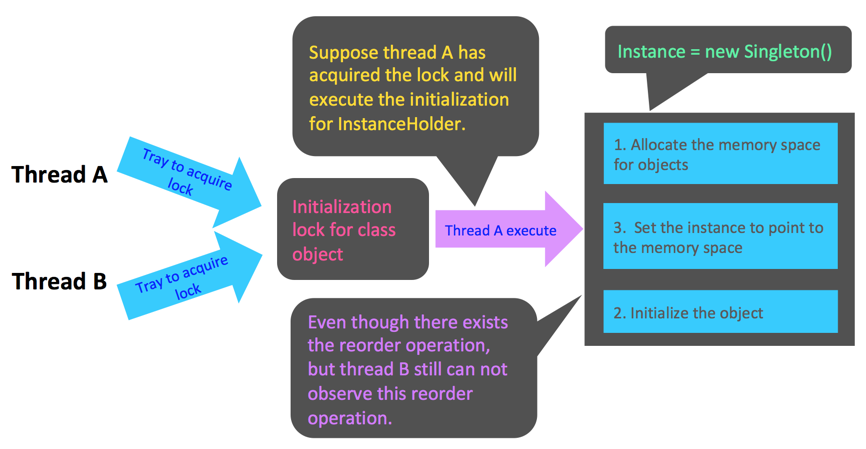 Suppose thread A has
acquired the lock and will
execute the initialization
for InstanceHolder.
Instance = new Singleton()
Thread A
Tray to acquire
lock
Thread B
Tray to acquire
lock
Initialization
lock for class
object
Thread A execute
1. Allocate the memory space
for objects
3. Set the instance to point to
the memory space
2. Initialize the object
Even though there exists
the reorder operation,
but thread B still can not
observe this reorder
operation.